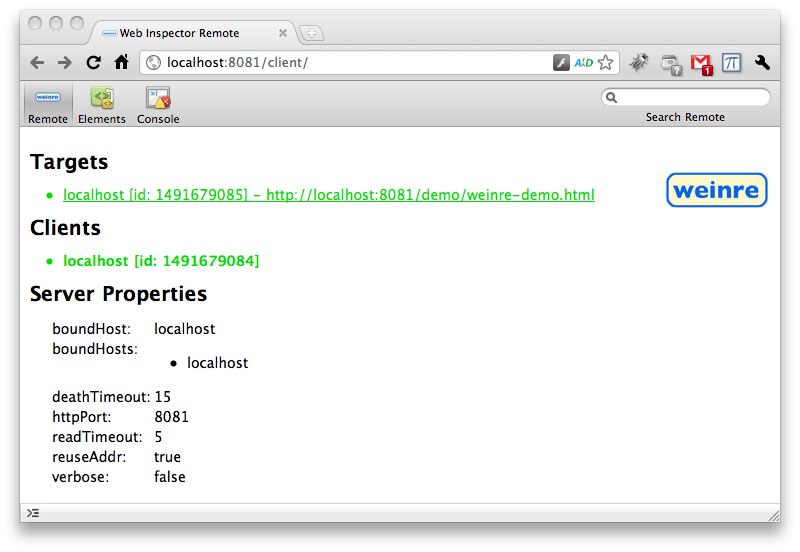 Web Inspector Remote
localhost:8081/client/
weinre
Remote Elements Console
Search Remote
Targets
• localhost [id: 1491679085] – http://localhost:8081/demo/weinre-demo.html
weinre
Clients
• localhost [id: 1491679084]
Server Properties
boundHost: localhost
boundHosts:
• localhost
deathTimeout: 15
httpPort: 8081
readTimeout: 5
reuseAddr: true
verbose: false